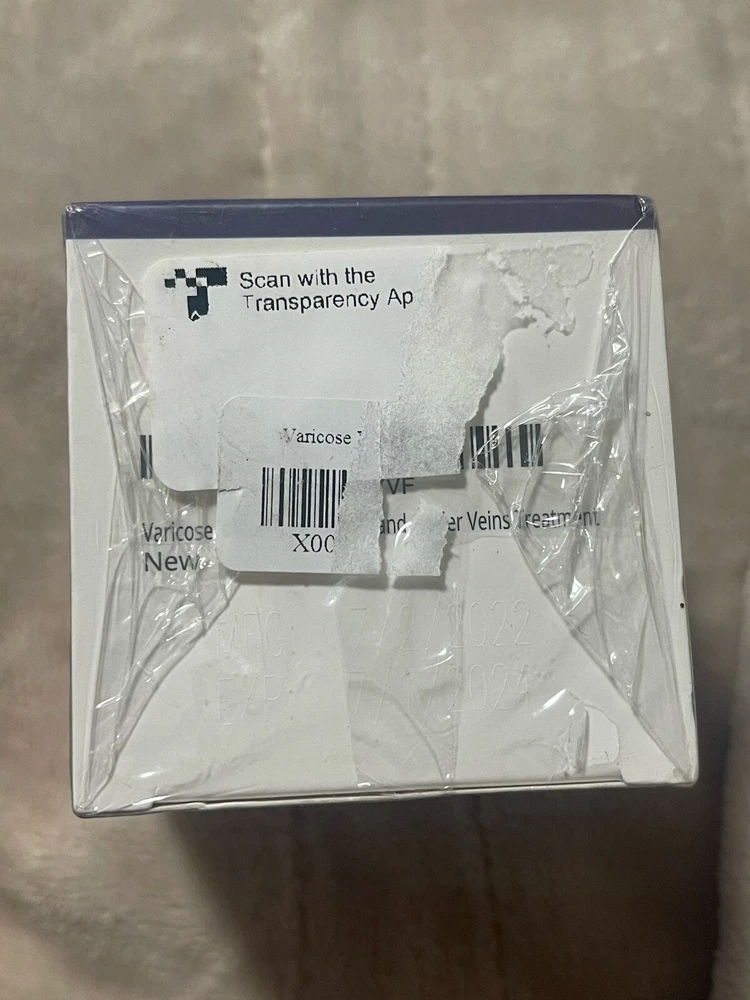 Scan with the
Transparency Ap
Varicose
VF
X00
Varicose and er Veins Treatment
New
MFG: 7/2/2022
EXP: